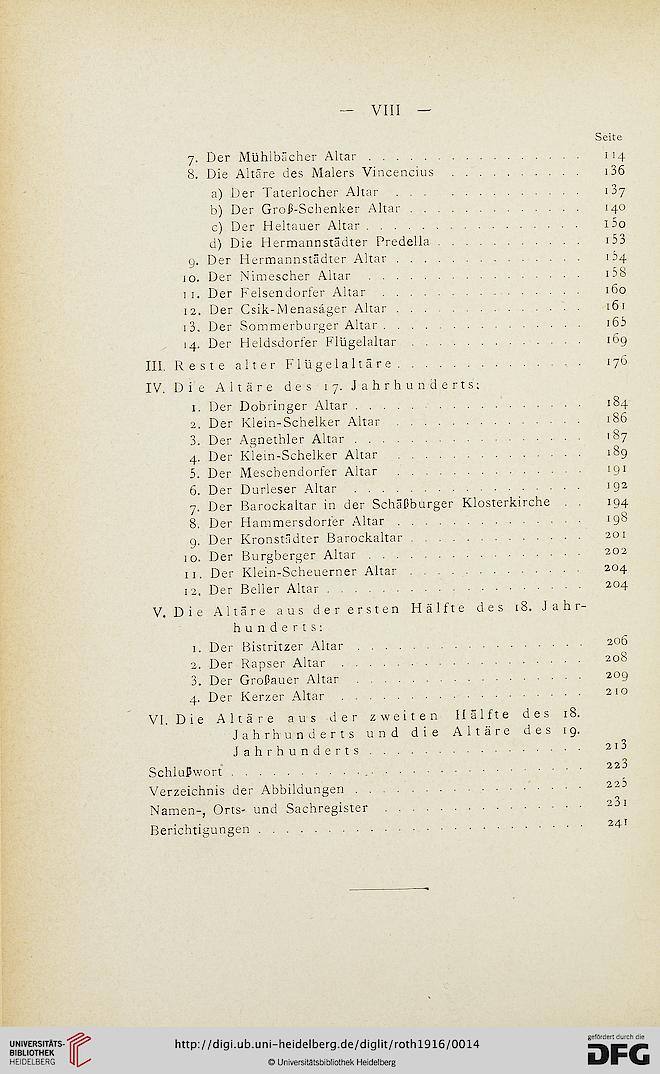 — VIII —
Seite
7. Der Mühlbächer Altar . . . . . . . . . . . . . . . . . 114
8. Die Altäre des Malers Vincencius . . . . . . . . . . 136
a) Der Taterlocher Altar . . . . . . . . . . . . . . 137
b) Der Groß-Schenker Altar . . . . . . . . . . . . . 140
c) Der Heltauer Altar . . . . . . . . . . . . . . . . 150
d) Die Hermannstädter Predella . . . . . . . . . . . 153
9. Der Hermannstädter Altar . . . . . . . . . . . . . . 154
10. Der Nimescher Altar . . . . . . . . . . . . . . . . 158
11. Der Felsendorfer Altar . . . . . . . . . . . . . . . 160
12. Der Csik-Menaságer Altar . . . . . . . . . . . . . . 161
13. Der Sommerburger Altar . . . . . . . . . . . . . . . 165
14. Der Heldsdorfer Flügelaltar . . . . . . . . . . . . . 169
III. Reste alter Flügelaltäre . . . . . . . . . . . . . . 176
IV. Die Altäre des 17. Jahrhunderts:
1. Der Dobringer Altar . . . . . . . . . . . . . . . . . 184
2. Der Klein-Schelker Altar . . . . . . . . . . . . . . 186
3. Der Agnethler Altar . . . . . . . . . . . . . . . . . 187
4. Der Klein-Schelker Altar . . . . . . . . . . . . . . 189
5. Der Meschendorfer Altar . . . . . . . . . . . . . . 191
6. Der Durleser Altar . . . . . . . . . . . . . . . . . 192
7. Der Barockaltar in der Schäßburger Klosterkirche . . 194
8. Der Hammersdorfer Altar . . . . . . . . . . . . . . 198
9. Der Kronstädter Barockaltar . . . . . . . . . . . . . 201
10. Der Burgberger Altar . . . . . . . . . . . . . . . . 202
11. Der Klein-Scheuerner Altar . . . . . . . . . . . . . 204
12. Der Beller Altar . . . . . . . . . . . . . . . . . . . 204
V. Die Altäre aus der ersten Hälfte des 18. Jahr-
hunderts:
1. Der Bistritzer Altar . . . . . . . . . . . . . . . . . 206
2. Der Rapser Altar . . . . . . . . . . . . . . . . . . 208
3. Der Großauer Altar . . . . . . . . . . . . . . . . 209
4. Der Kerzer Altar . . . . . . . . . . . . . . . . . . 210
VI. Die Altäre aus der zweiten Hälfte des 18.
Jahrhunderts und die Altäre des 19.
Jahrhunderts . . . . . . . . . . . . . . . . 213
Schlußwort . . . . . . . . . . . . . . . . . . . . . . . . 223
Verzeichnis der Abbildungen . . . . . . . . . . . . . . . . 225
Namen-, Orts- und Sachregister . . . . . . . . . . . . . . 231
Berichtigungen . . . . . . . . . . . . . . . . . . . . . . 241
UNIVERSITÄTS-
BIBLIOTHEK
HEIDELBERG
http://digi.ub.uni-heidelberg.de/diglit/roth1916/0014
© Universitätsbibliothek Heidelberg
gefördert durch die
DFG